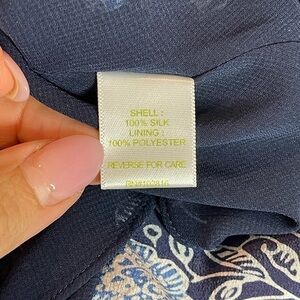 SHELL :
100% SILK
LINING :
100% POLYESTER
REVERSE FOR CARE